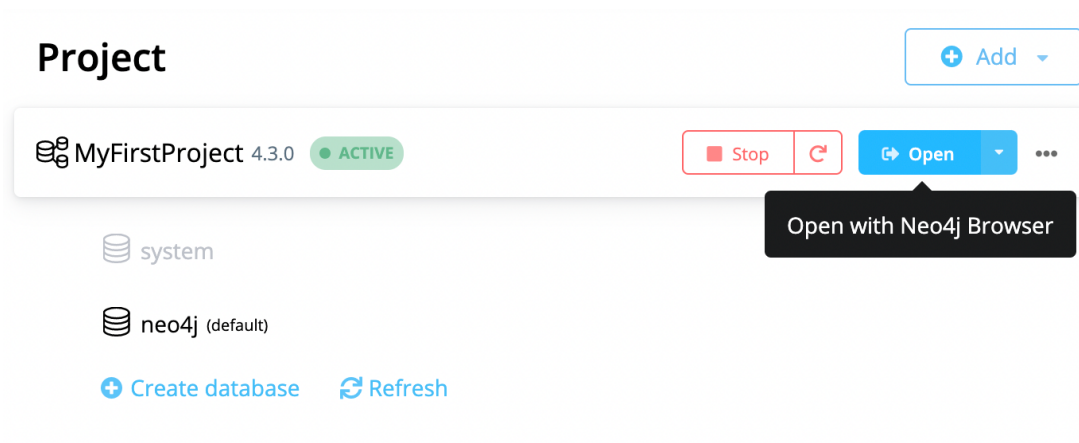 Project
Add
MyFirstProject 4.3.0 ACTIVE Stop Open
Open with Neo4j Browser
system
neo4j (default)
Create database Refresh